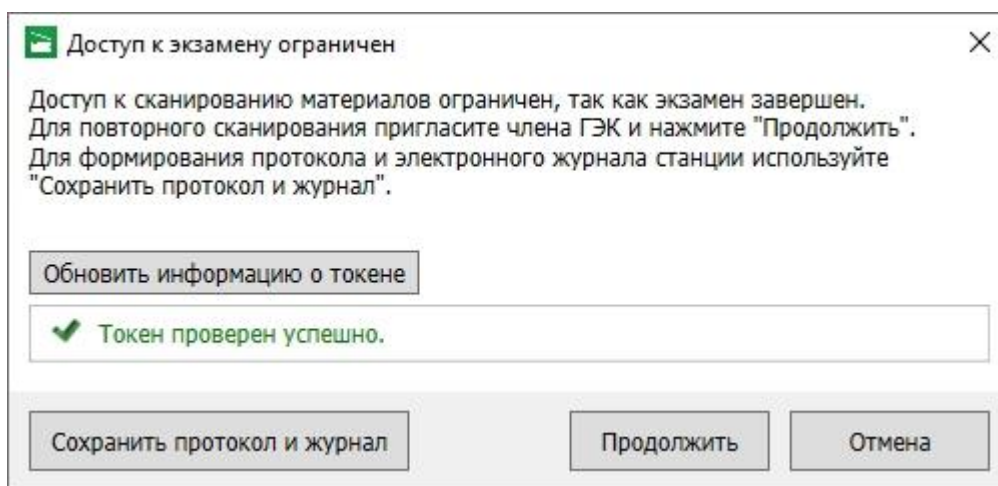 Доступ к экзамену ограничен
Доступ к сканированию материалов ограничен, так как экзамен завершен.
Для повторного сканирования пригласите члена ГЭК и нажмите "Продолжить".
Для формирования протокола и электронного журнала станции используйте
"Сохранить протокол и журнал".
Обновить информацию о токене
Токен проверен успешно.
Сохранить протокол и журнал
Продолжить
Отмена